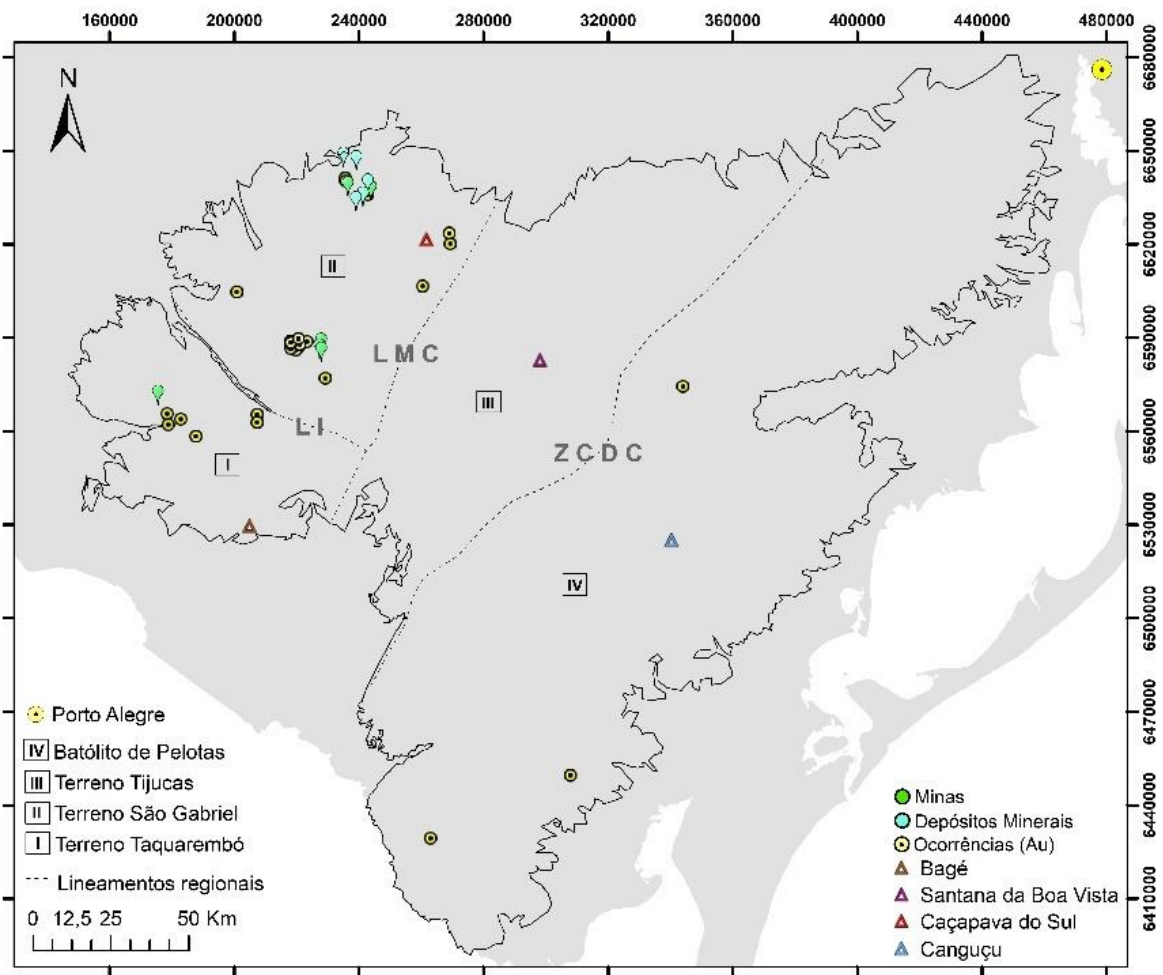 160000 200000 240000 280000 320000 360000 400000 440000 480000
N
6680000
6650000
6620000
6590000
6560000
6530000
6500000
6470000
6440000
6410000
II
LMC
III
LI
ZCDC
I
IV
Porto Alegre
IV Batólito de Pelotas
III Terreno Tijucas
II Terreno São Gabriel
I Terreno Taquarembó
Lineamentos regionais
0 12,5 25 50 Km
Minas
Depósitos Minerais
Ocorrências (Au)
Bagé
Santana da Boa Vista
Caçapava do Sul
Canguçu